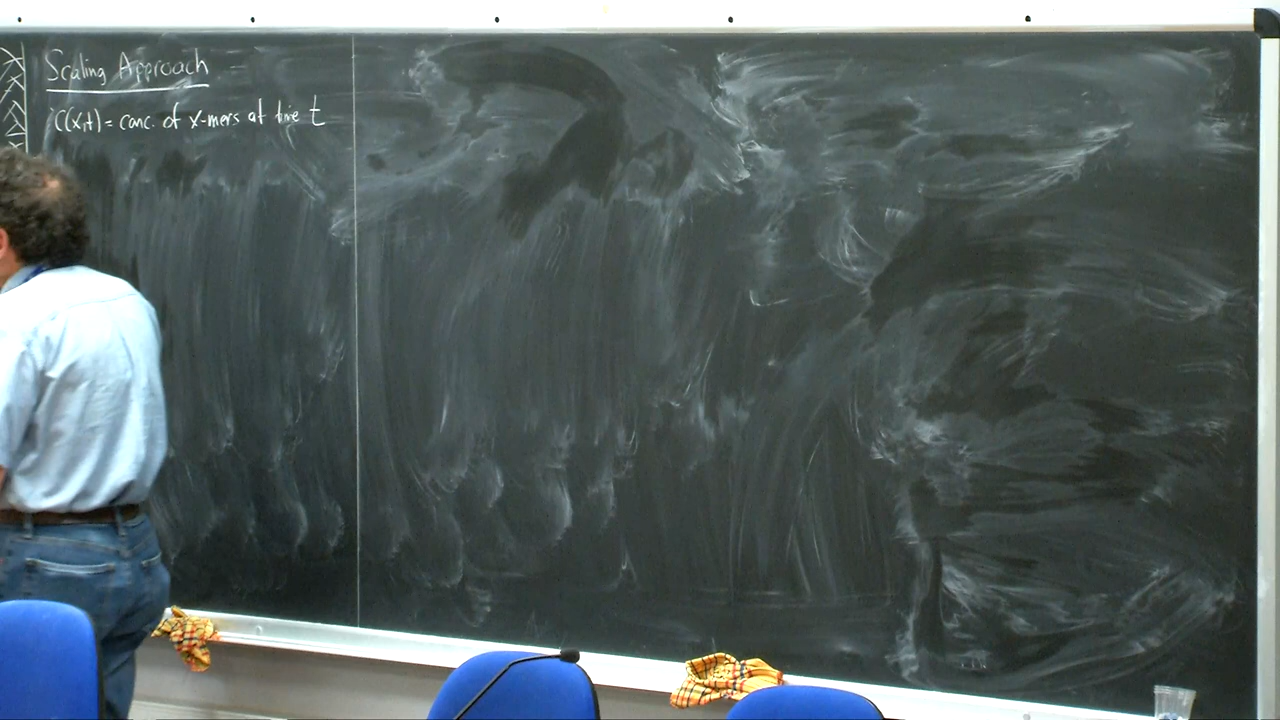 Scaling Approach
c(x,t) = conc. of x-mers at time t